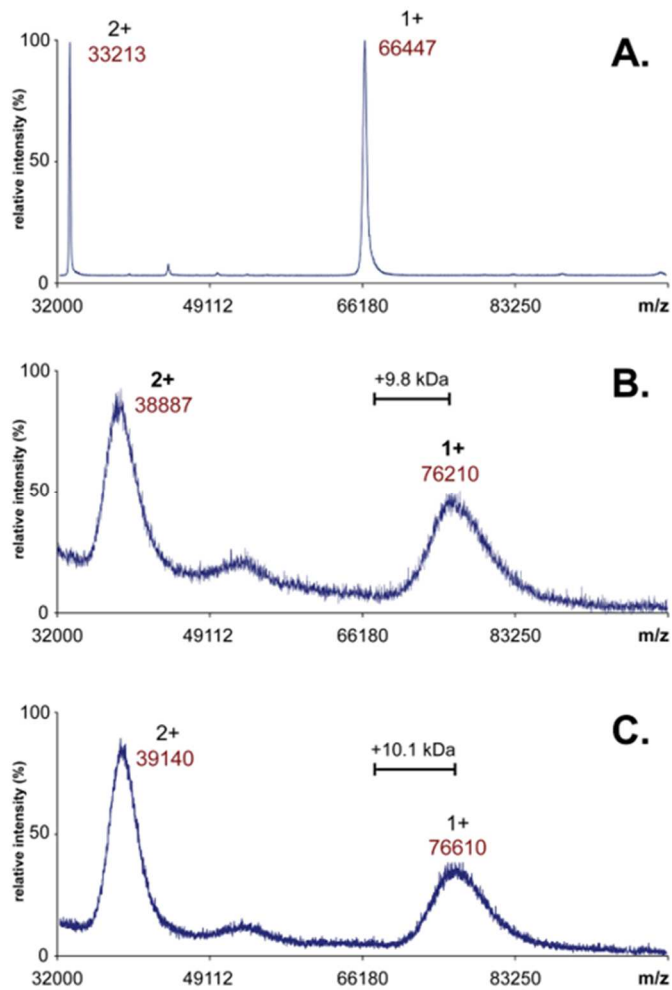 2+
33213
1+
66447
A.
100
50
0
relative intensity (%)
32000 49112 66180 83250 m/z
2+
38887
+9.8 kDa
1+
76210
B.
100
50
0
relative intensity (%)
32000 49112 66180 83250 m/z
2+
39140
+10.1 kDa
1+
76610
C.
100
50
0
relative intensity (%)
32000 49112 66180 83250 m/z